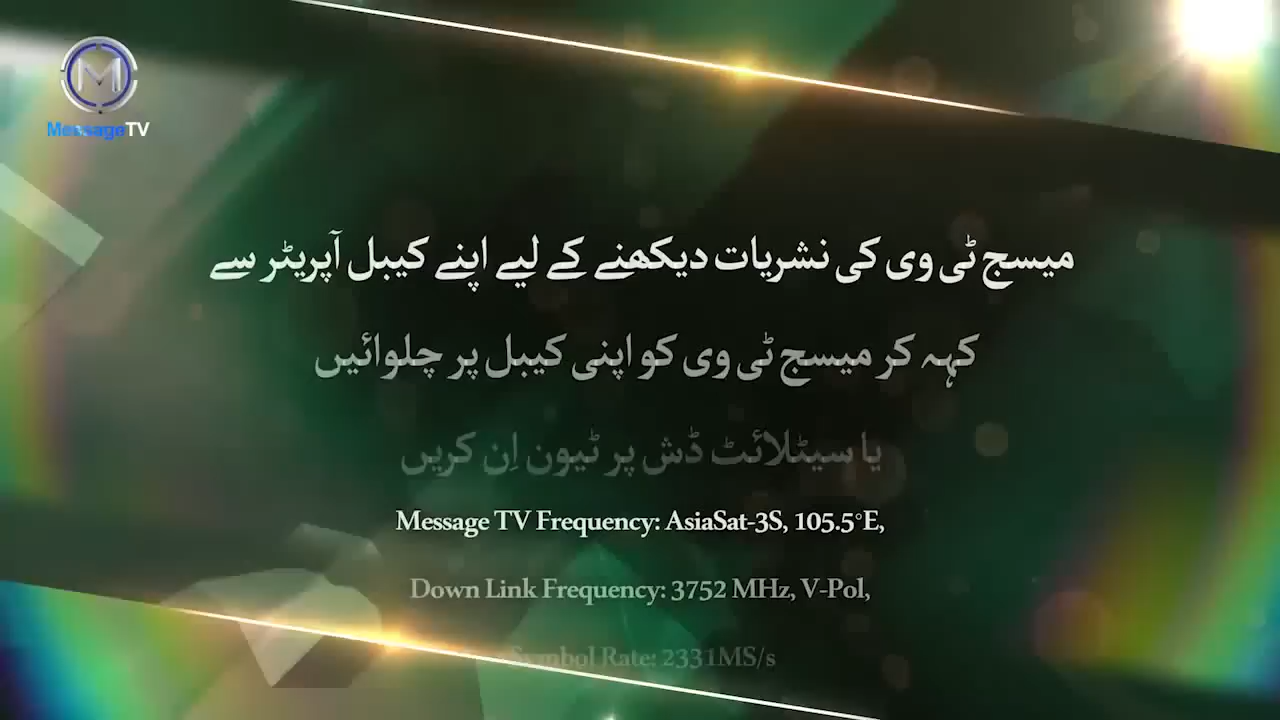 MessageTV
میسج ٹی وی کی نشریات دیکھنے کے لیے اپنے کیبل آپریٹر سے
کہہ کر میسج ٹی وی کو اپنی کیبل پر چلوائیں
یا سیٹلائٹ ڈش پر ٹیون اِن کریں
Message TV Frequency: AsiaSat-3S, 105.5°E,
Down Link Frequency: 3752 MHz, V-Pol,
Symbol Rate: 2331MS/s